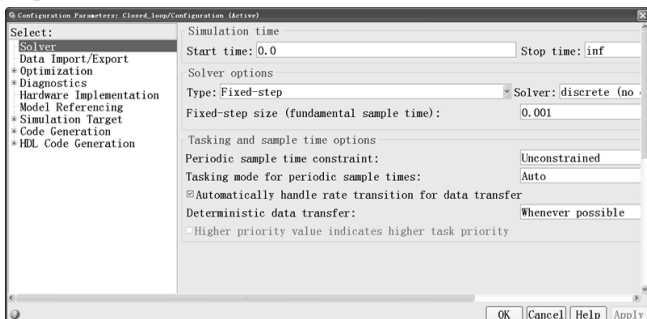 Configuration Parameters: Closed_loop/Configuration (Active)
Select:
Solver
Data Import/Export
Optimization
Diagnostics
Hardware Implementation
Model Referencing
Simulation Target
Code Generation
HDL Code Generation
Simulation time
Start time: 0.0 Stop time: inf
Solver options
Type: Fixed-step Solver: discrete (no
Fixed-step size (fundamental sample time): 0.001
Tasking and sample time options
Periodic sample time constraint: Unconstrained
Tasking mode for periodic sample times: Auto
Automatically handle rate transition for data transfer
Deterministic data transfer: Whenever possible
Higher priority value indicates higher task priority
OK Cancel Help Apply